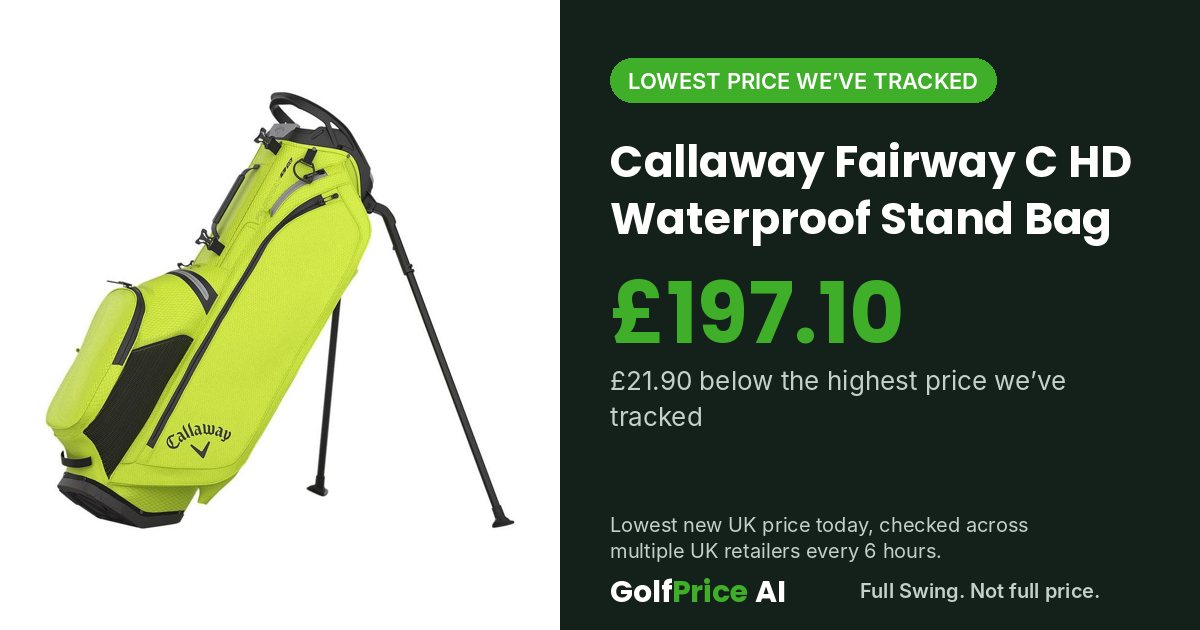 LOWEST PRICE WE’VE TRACKED
Callaway Fairway C HD
Waterproof Stand Bag
£197.10
£21.90 below the highest price we’ve
tracked
Lowest new UK price today, checked across
multiple UK retailers every 6 hours.
GolfPrice AI
Full Swing. Not full price.
Callaway